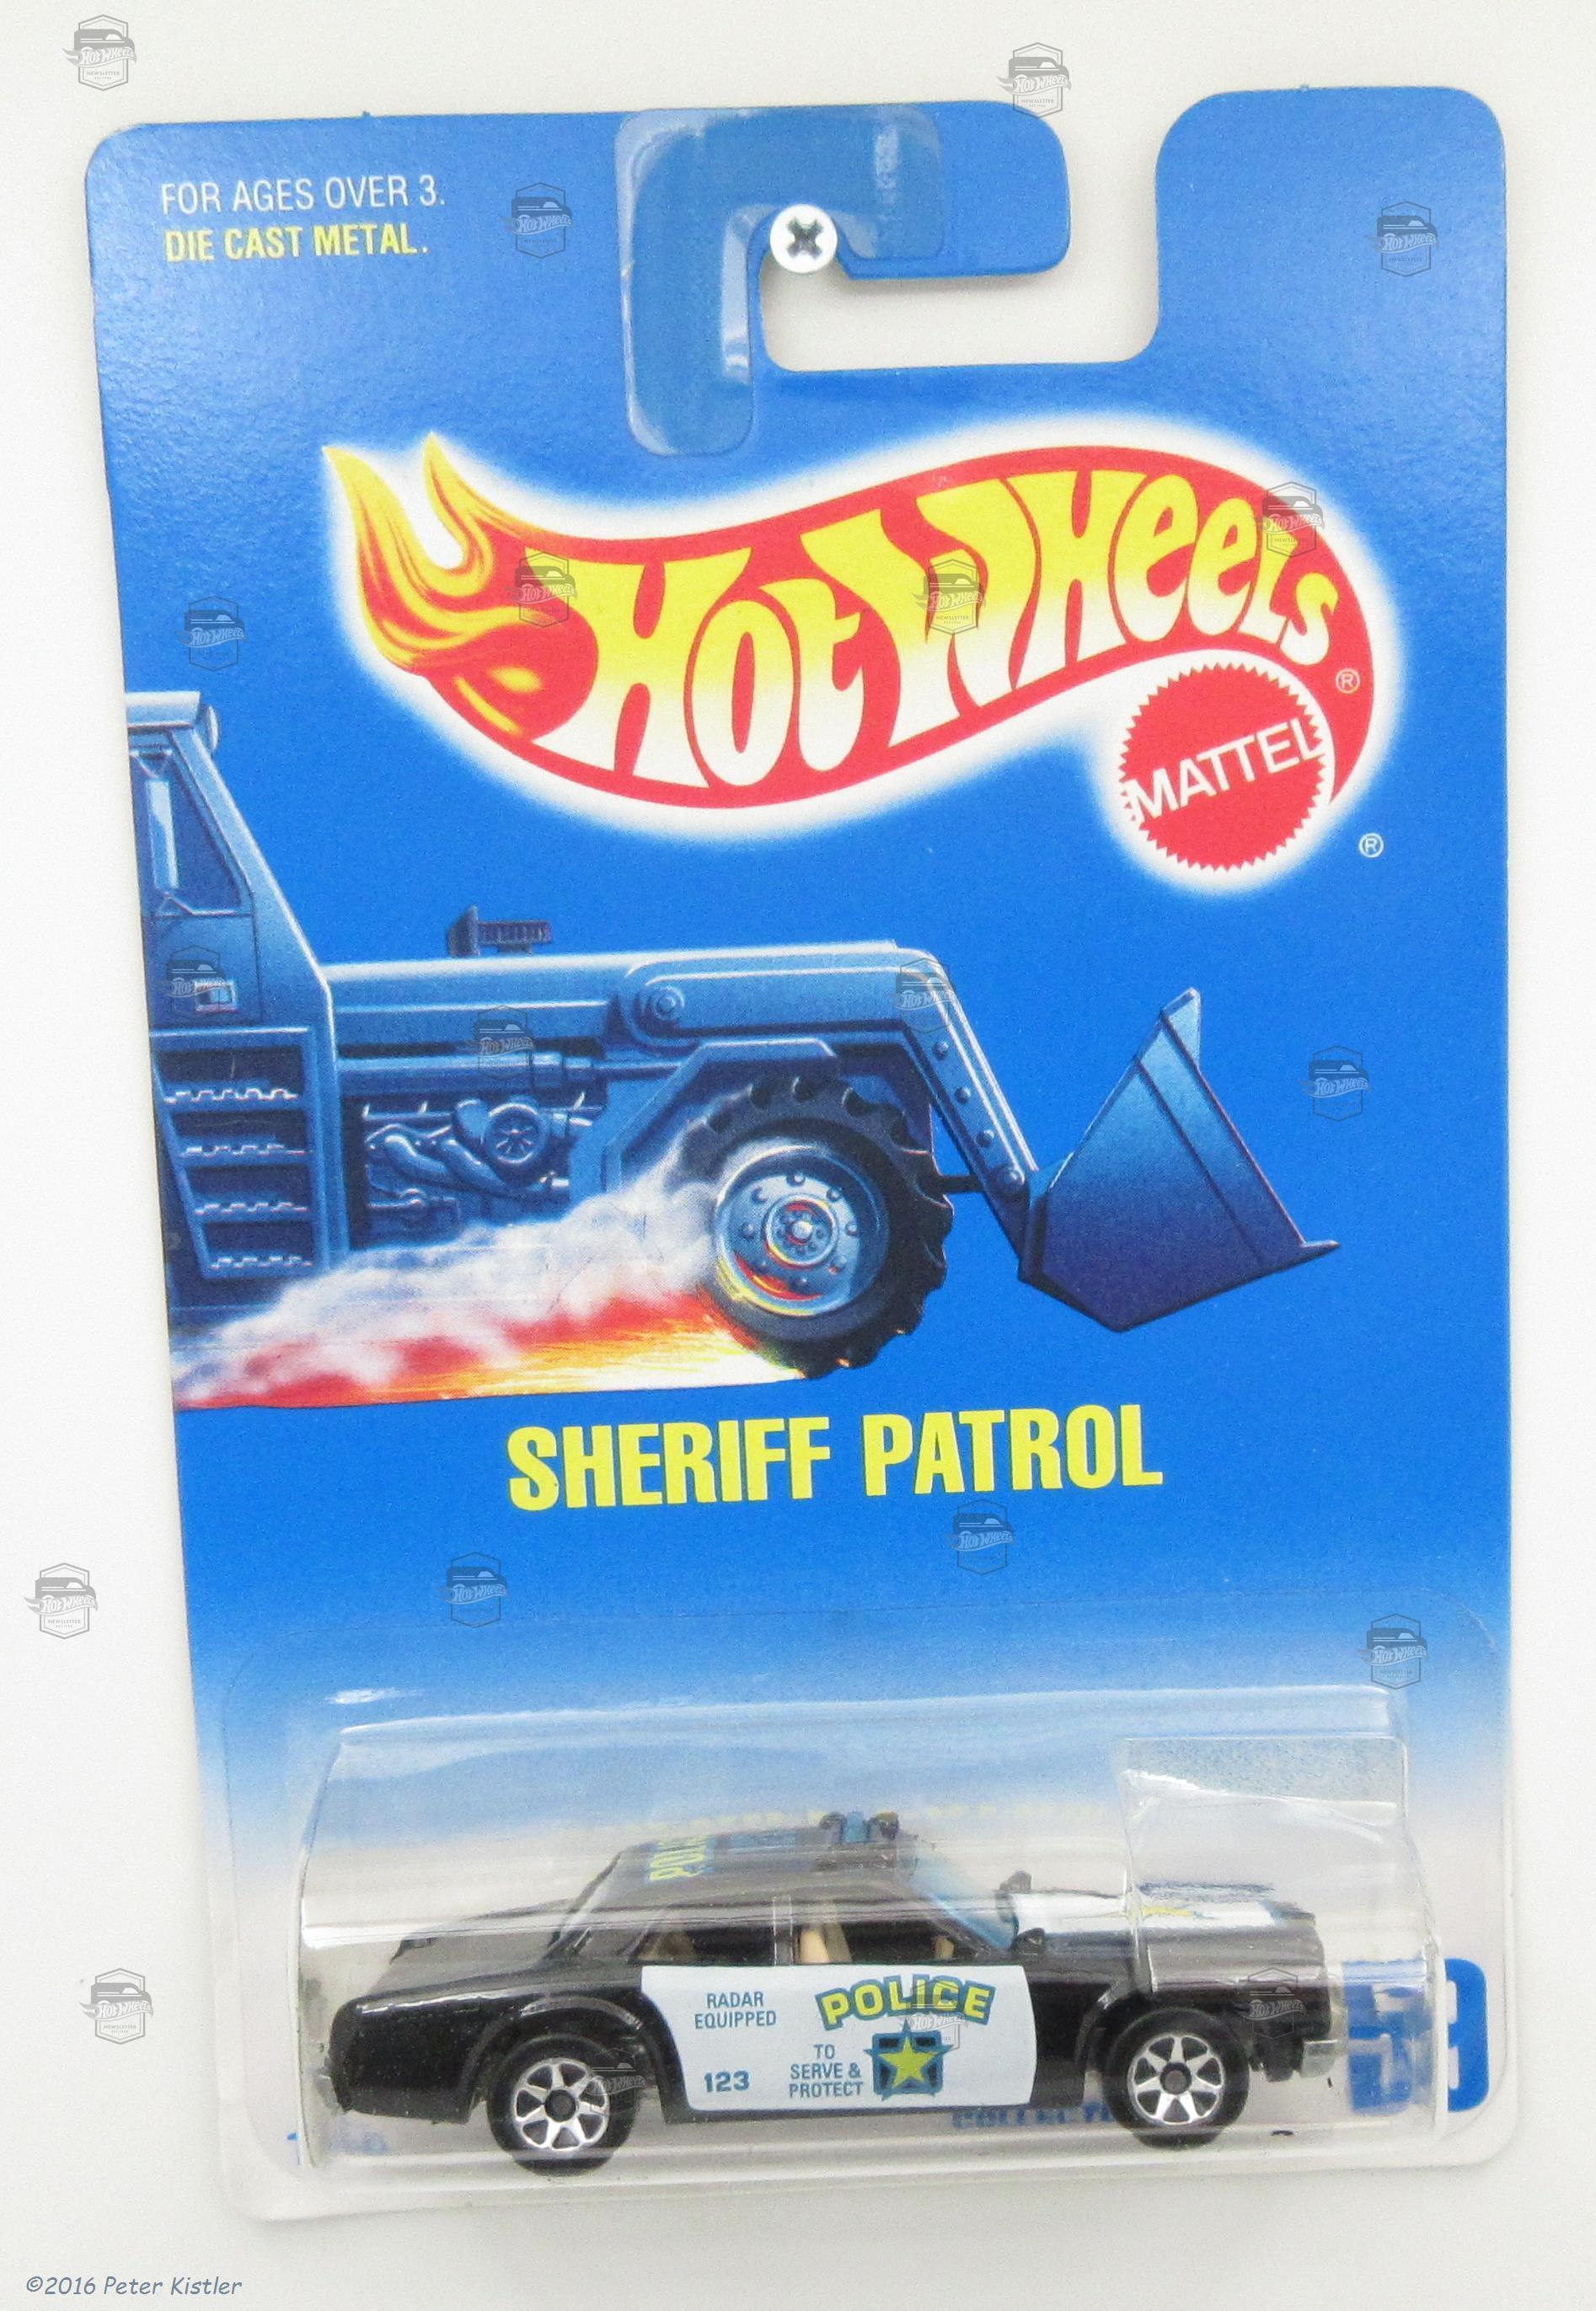 FOR AGES OVER 3.
DIE CAST METAL.
Hot Wheels ®
MATTEL
®
SHERIFF PATROL
POLICE
RADAR
EQUIPPED
123
TO
SERVE &
PROTECT
©2016 Peter Kistler